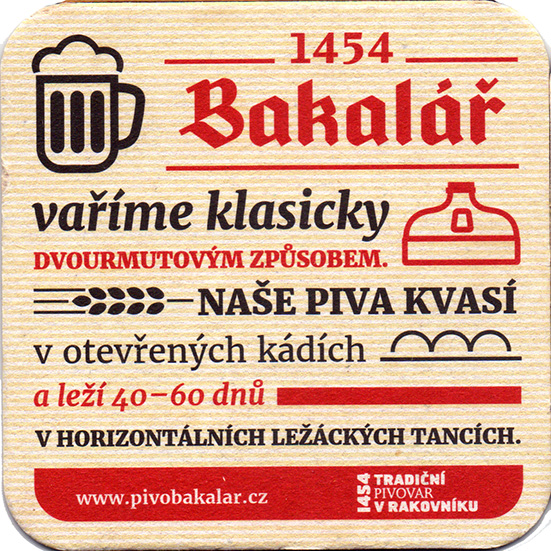 1454
Bakalář
vaříme klasicky
DVOURMUTOVÝM ZPŮSOBEM.
NAŠE PIVA KVASÍ
v otevřených kádích
a leží 40–60 dnů
V HORIZONTÁLNÍCH LEŽÁCKÝCH TANCÍCH.
www.pivobakalar.cz
1454
TRADIČNÍ
PIVOVAR
V RAKOVNÍKU